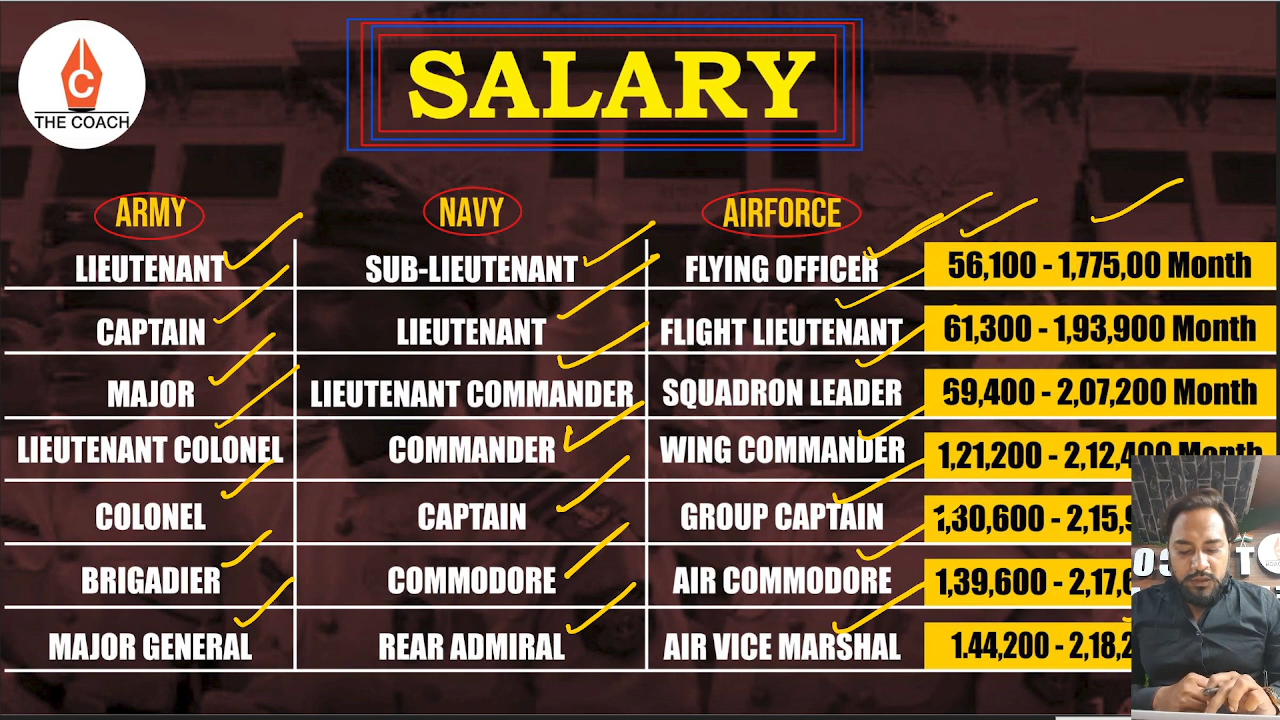 THE COACH
SALARY
ARMY NAVY AIRFORCE
LIEUTENANT SUB-LIEUTENANT FLYING OFFICER 56,100 - 1,775,00 Month
CAPTAIN LIEUTENANT FLIGHT LIEUTENANT 61,300 - 1,93,900 Month
MAJOR LIEUTENANT COMMANDER SQUADRON LEADER 69,400 - 2,07,200 Month
LIEUTENANT COLONEL COMMANDER WING COMMANDER 1,21,200 - 2,12,400 Month
COLONEL CAPTAIN GROUP CAPTAIN 1,30,600 - 2,15,9
BRIGADIER COMMODORE AIR COMMODORE 1,39,600 - 2,17,6
MAJOR GENERAL REAR ADMIRAL AIR VICE MARSHAL 1.44,200 - 2,18,2